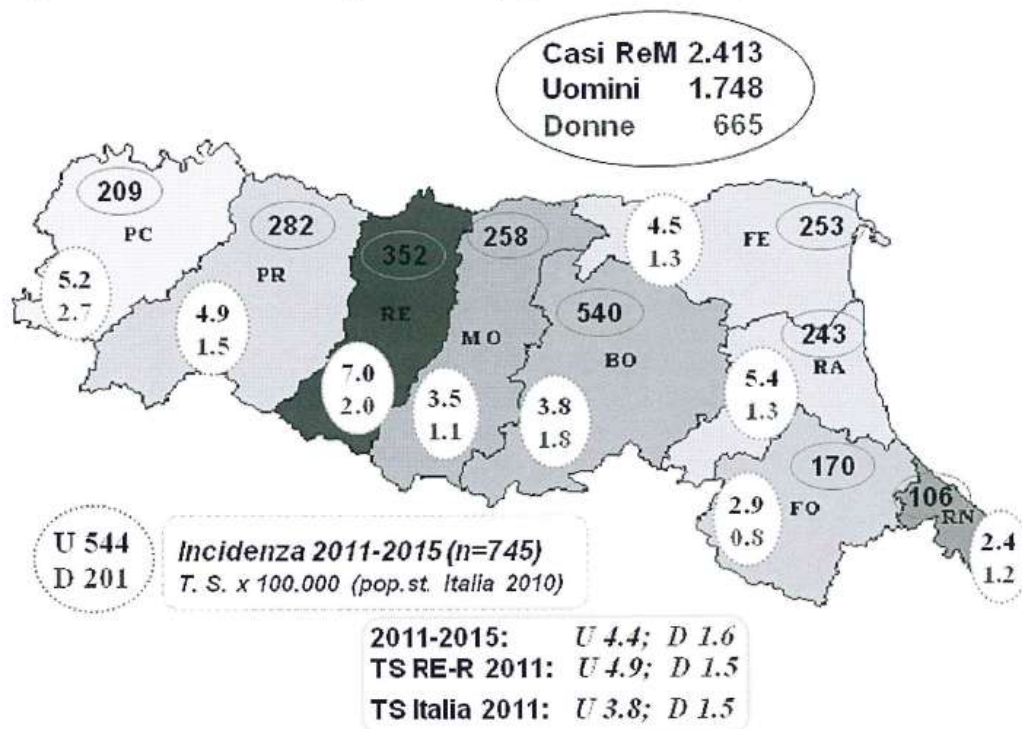 Casi ReM 2.413
Uomini 1.748
Donne 665
209
PC
5.2
2.7
282
PR
4.9
1.5
352
RE
7.0
2.0
258
MO
3.5
1.1
540
BO
3.8
1.8
4.5
1.3
FE
253
243
RA
5.4
1.3
170
FO
2.9
0.8
106
RN
2.4
1.2
U 544
D 201
Incidenza 2011-2015 (n=745)
T. S. x 100.000 (pop.st. Italia 2010)
2011-2015: U 4.4; D 1.6
TS RE-R 2011: U 4.9; D 1.5
TS Italia 2011: U 3.8; D 1.5